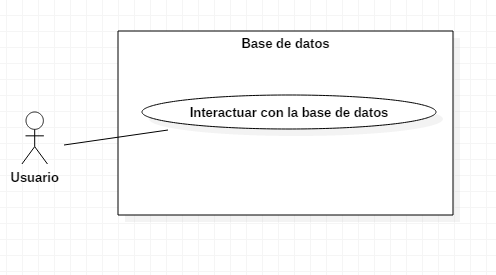 Base de datos
Interactuar con la base de datos
Usuario